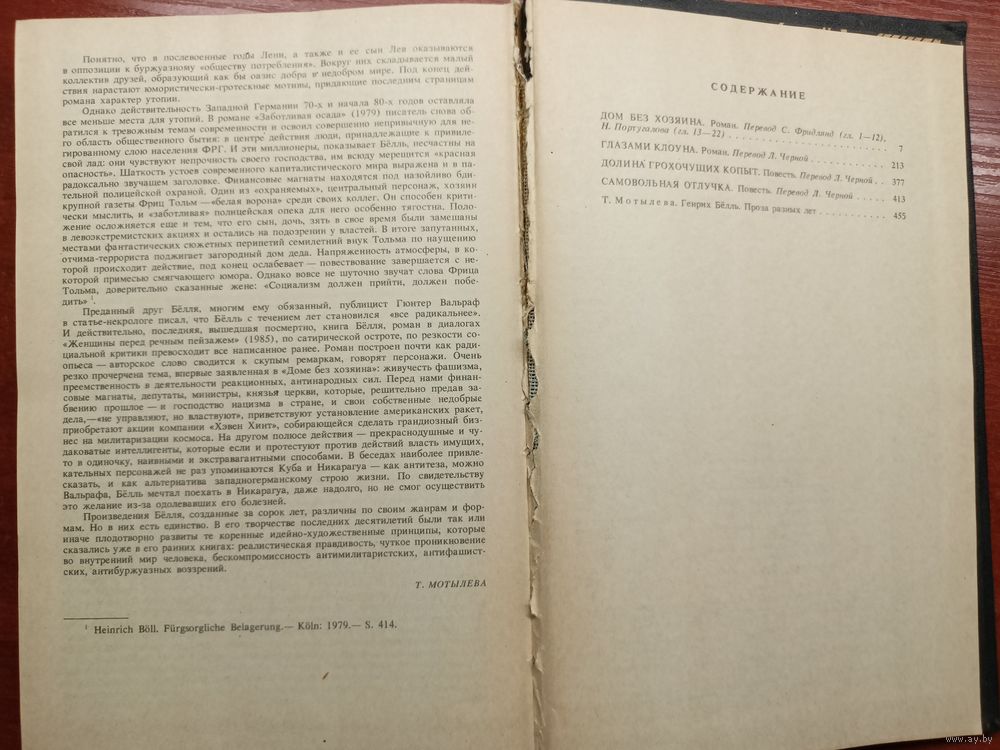 Понятно, что в послевоенные годы Лени, а также и ее сын Лев оказываются
в оппозиции к буржуазному «обществу потребления». Вокруг них складывается малый
коллектив друзей, образующий как бы оазис добра в недобром мире. Под конец дей-
ствия нарастают юмористически-гротескные мотивы, придающие последним страницам
романа характер утопии.
Однако действительность Западной Германии 70-х и начала 80-х годов оставляла
все меньше места для утопий. В романе «Заботливая осада» (1979) писатель снова об-
ратился к тревожным темам современности и освоил совершенно непривычную для не-
го область общественного бытия: в центре действия люди, принадлежащие к привиле-
гированному слою населения ФРГ. И эти миллионеры, показывает Бёлль, несчастны на
свой лад: они чувствуют непрочность своего господства, им всюду мерещится «красная
опасность». Шаткость устоев современного капиталистического мира выражена и в па-
радоксально звучащем заголовке. Финансовые магнаты находятся под назойливо бди-
тельной полицейской охраной. Один из «охраняемых», центральный персонаж, хозяин
крупной газеты Фриц Тольм —«белая ворона» среди своих коллег. Он способен крити-
чески мыслить, и «заботливая» полицейская опека для него особенно тягостна. Поло-
жение осложняется еще и тем, что его сын, дочь, зять в свое время были замешаны
в левоэкстремистских акциях и остались на подозрении у властей. В итоге запутанных,
местами фантастических сюжетных перипетий семилетний внук Тольма по наущению
отчима-террориста поджигает загородный дом деда. Напряженность атмосферы, в ко-
торой происходит действие, под конец ослабевает — повествование завершается с не-
которой примесью смягчающего юмора. Однако вовсе не шуточно звучат слова Фрица
Тольма, доверительно сказанные жене: «Социализм должен прийти, должен побе-
дить» 1.
Преданный друг Бёлля, многим ему обязанный, публицист Гюнтер Вальраф
в статье-некрологе писал, что Бёлль с течением лет становился «все радикальнее».
И действительно, последняя, вышедшая посмертно, книга Бёлля, роман в диалогах
«Женщины перед речным пейзажем» (1985), по сатирической остроте, по резкости со-
циальной критики превосходит все написанное ранее. Роман построен почти как ради-
опьеса — авторское слово сводится к скупым ремаркам, говорят персонажи. Очень
резко прочерчена тема, впервые заявленная в «Доме без хозяина»: живучесть фашизма,
преемственность в деятельности реакционных, антинародных сил. Перед нами финан-
совые магнаты, депутаты, министры, князья церкви, которые, решительно предав за-
бвению прошлое — и господство нацизма в стране, и свои собственные недобрые
дела,—«не управляют, но властвуют», приветствуют установление американских ракет,
приобретают акции компании «Хэвен Хинт», собирающейся сделать грандиозный биз-
нес на милитаризации космоса. На другом полюсе действия — прекраснодушные и чу-
даковатые интеллигенты, которые если и протестуют против действий власть имущих,
то в одиночку, наивными и экстравагантными способами. В беседах наиболее привле-
кательных персонажей не раз упоминаются Куба и Никарагуа — как антитеза, можно
сказать, и как альтернатива западногерманскому строю жизни. По свидетельству
Вальрафа, Бёлль мечтал поехать в Никарагуа, даже надолго, но не смог осуществить
это желание из-за одолевавших его болезней.
Произведения Бёлля, созданные за сорок лет, различны по своим жанрам и фор-
мам. Но в них есть единство. В его творчестве последних десятилетий были так или
иначе плодотворно развиты те коренные идейно-художественные принципы, которые
сказались уже в его ранних книгах: реалистическая правдивость, чуткое проникновение
во внутренний мир человека, бескомпромиссность антимилитаристских, антифашист-
ских, антибуржуазных воззрений.
Т. МОТЫЛЕВА
1 Heinrich Böll. Fürgsorgliche Belagerung.— Köln: 1979.— S. 414.
СОДЕРЖАНИЕ
ДОМ БЕЗ ХОЗЯИНА. Роман. Перевод С. Фридлянд (гл. 1—12),
Н. Португалова (гл. 13—22) . . . . . . . . . . . . . . . . 7
ГЛАЗАМИ КЛОУНА. Роман. Перевод Л. Черной . . . . . . . . . 213
ДОЛИНА ГРОХОЧУЩИХ КОПЫТ. Повесть. Перевод Л. Черной . . 377
САМОВОЛЬНАЯ ОТЛУЧКА. Повесть. Перевод Л. Черной . . . . . 413
Т. Мотылева. Генрих Бёлль. Проза разных лет . . . . . . . . . . 455
www.ay.by